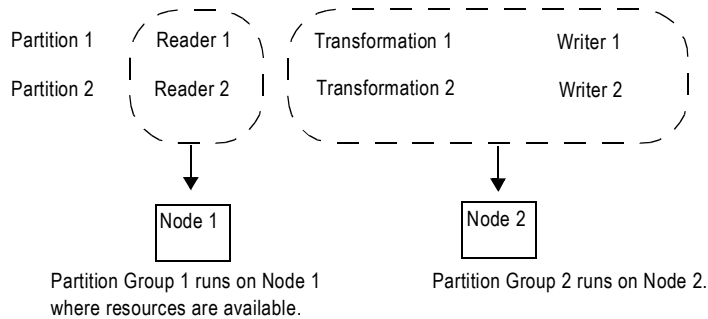 Partition 1 Reader 1 Transformation 1 Writer 1
Partition 2 Reader 2 Transformation 2 Writer 2
Node 1 Node 2
Partition Group 1 runs on Node 1 Partition Group 2 runs on Node 2.
where resources are available.